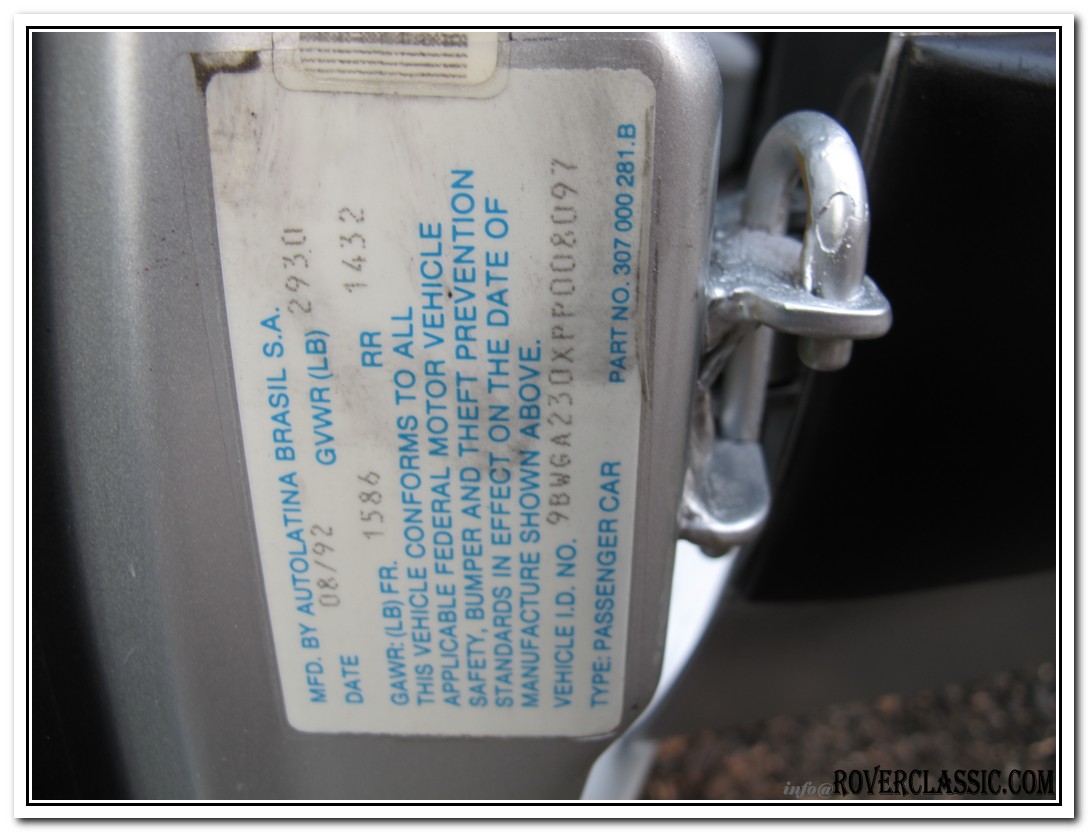 MFD. BY AUTOLATINA BRASIL S.A.
DATE 08/92 GVWR (LB) 2930
GAWR: (LB) FR. 1586 RR 1432
THIS VEHICLE CONFORMS TO ALL
APPLICABLE FEDERAL MOTOR VEHICLE
SAFETY, BUMPER AND THEFT PREVENTION
STANDARDS IN EFFECT ON THE DATE OF
MANUFACTURE SHOWN ABOVE.
VEHICLE I.D. NO. 9BWGA230XPP008097
TYPE: PASSENGER CAR PART NO. 307 000 281.B
info@ROVERCLASSIC.COM